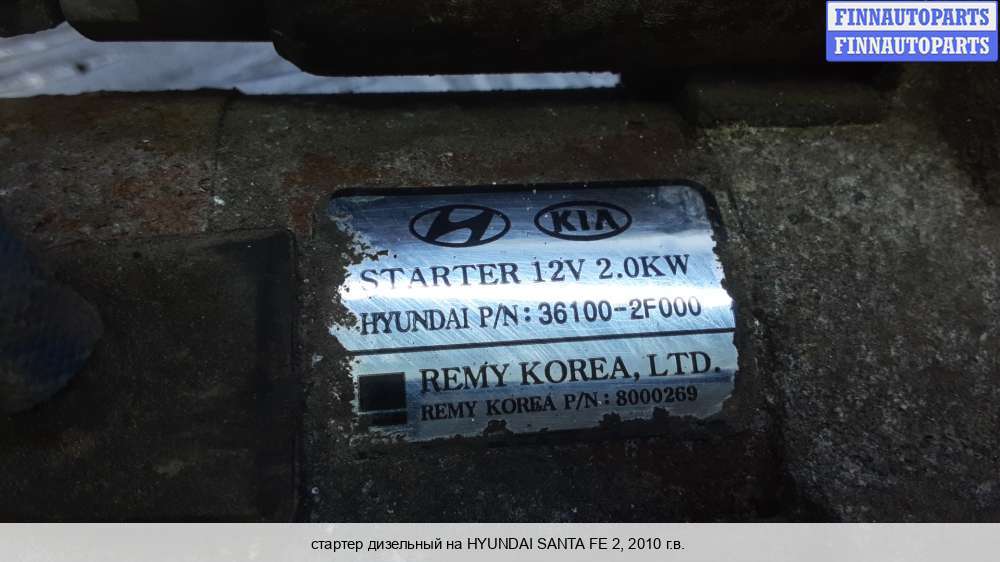 FINNAUTOPARTS
FINNAUTOPARTS
KIA
STARTER 12V 2.0KW
HYUNDAI P/N: 36100-2F000
REMY KOREA, LTD.
REMY KOREA P/N: 8000269
стартер дизельный на HYUNDAI SANTA FE 2, 2010 г.в.